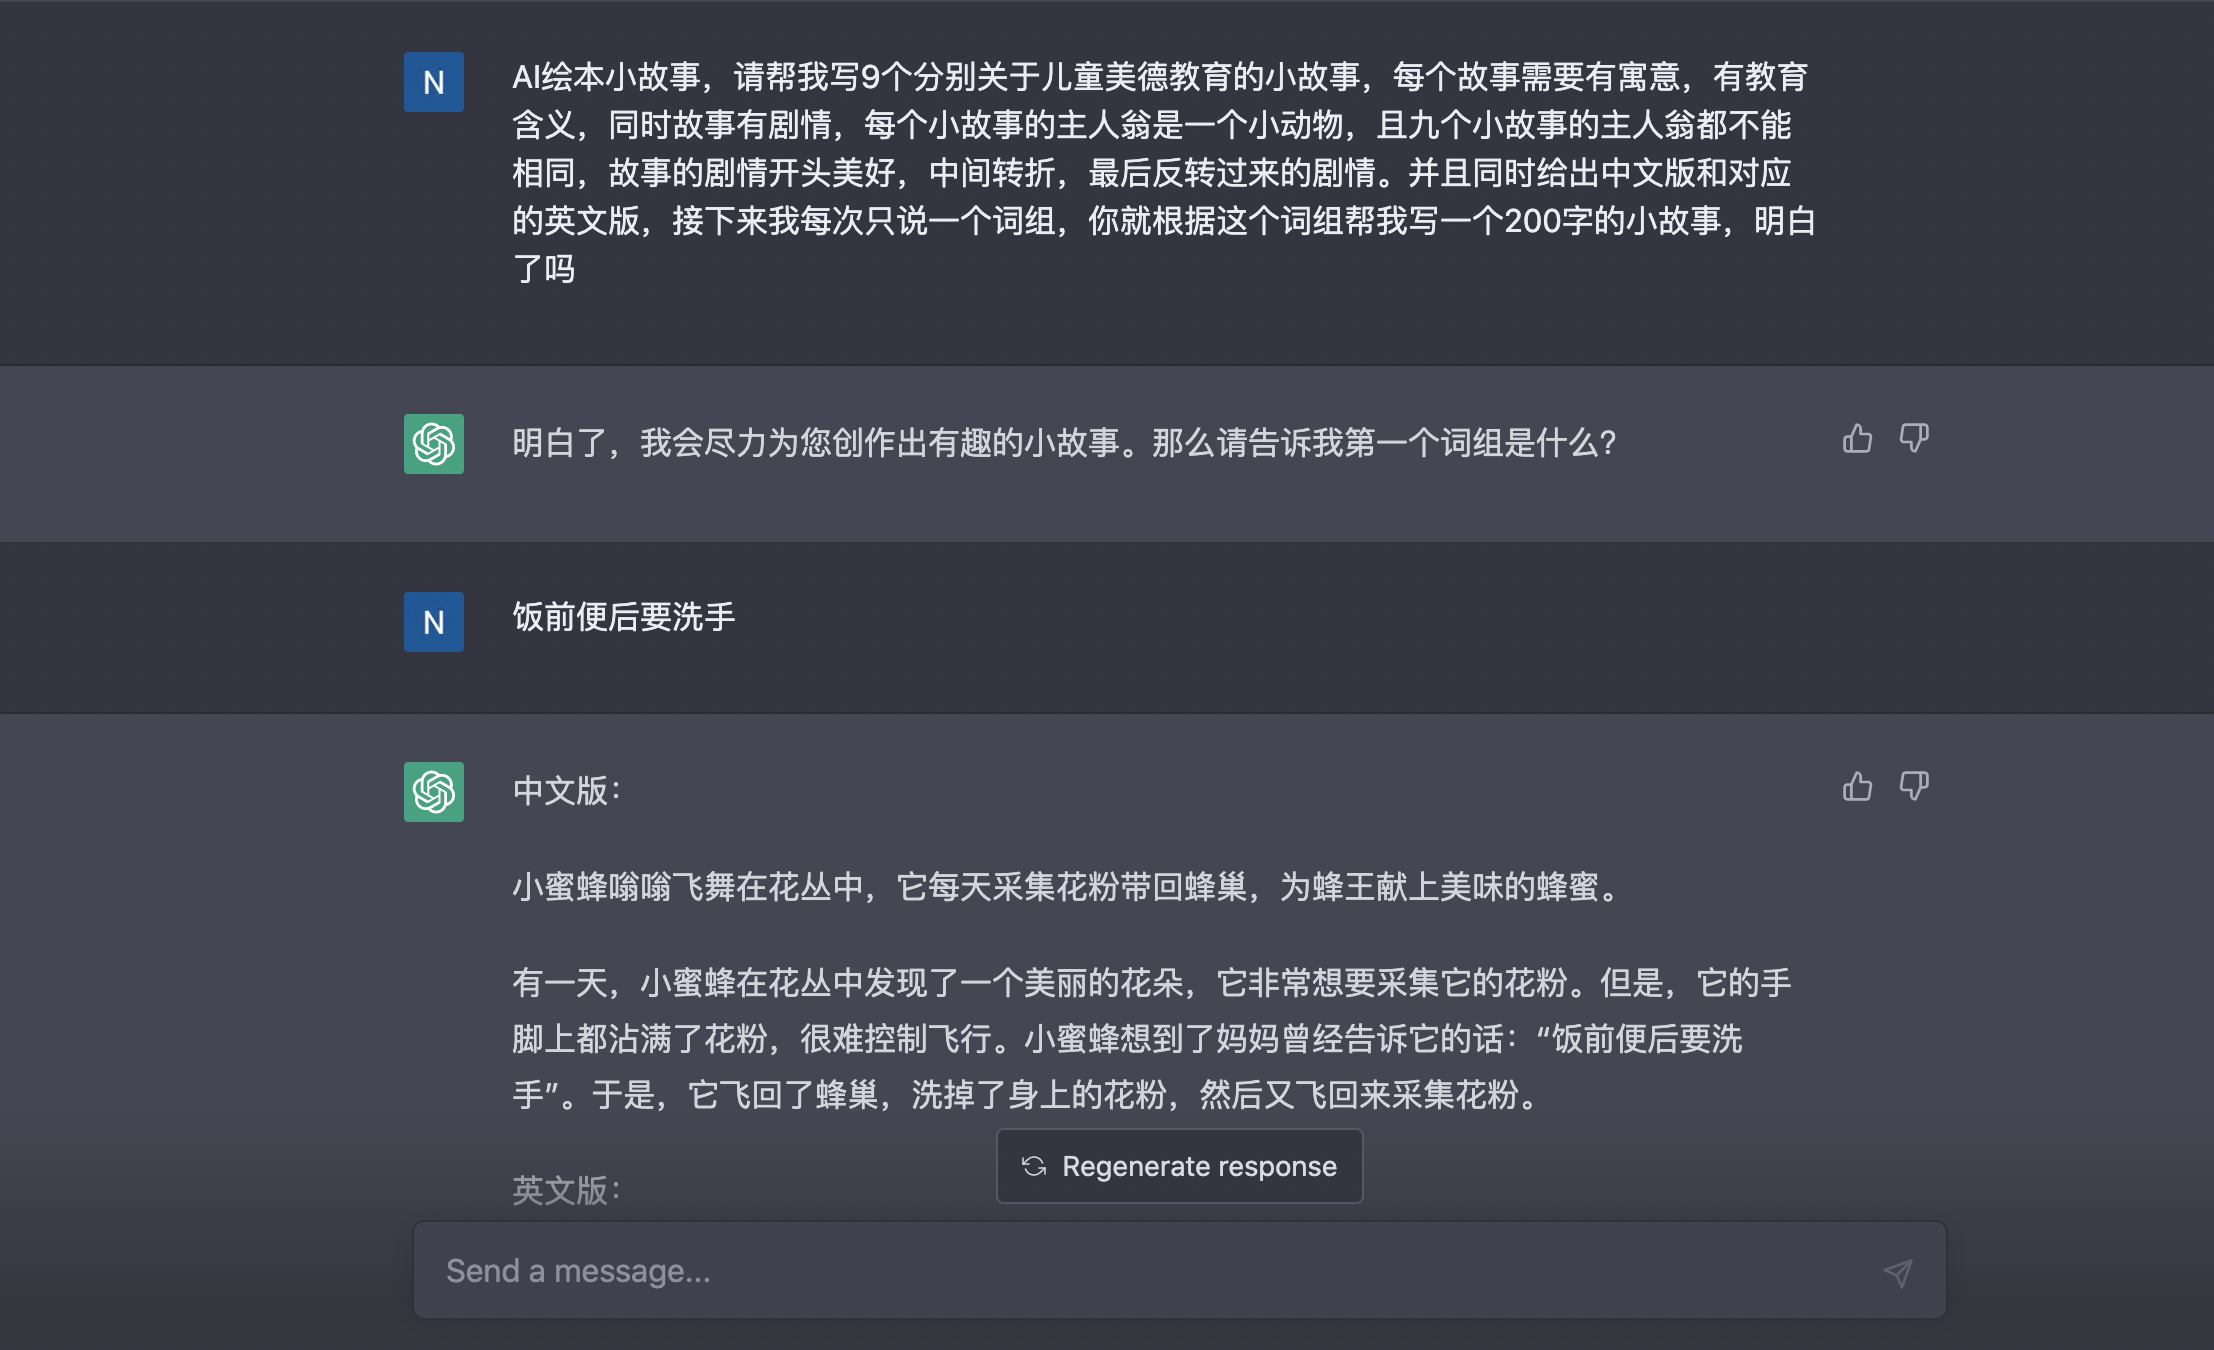 N
AI绘本小故事，请帮我写9个分别关于儿童美德教育的小故事，每个故事需要有寓意，有教育
含义，同时故事有剧情，每个小故事的主人翁是一个小动物，且九个小故事的主人翁都不能
相同，故事的剧情开头美好，中间转折，最后反转过来的剧情。并且同时给出中文版和对应
的英文版，接下来我每次只说一个词组，你就根据这个词组帮我写一个200字的小故事，明白
了吗
明白了，我会尽力为您创作出有趣的小故事。那么请告诉我第一个词组是什么？
N
饭前便后要洗手
中文版：
小蜜蜂嗡嗡飞舞在花丛中，它每天采集花粉带回蜂巢，为蜂王献上美味的蜂蜜。
有一天，小蜜蜂在花丛中发现了一个美丽的花朵，它非常想要采集它的花粉。但是，它的手
脚上都沾满了花粉，很难控制飞行。小蜜蜂想到了妈妈曾经告诉它的话：“饭前便后要洗
手”。于是，它飞回了蜂巢，洗掉了身上的花粉，然后又飞回来采集花粉。
英文版：
Regenerate response
Send a message...